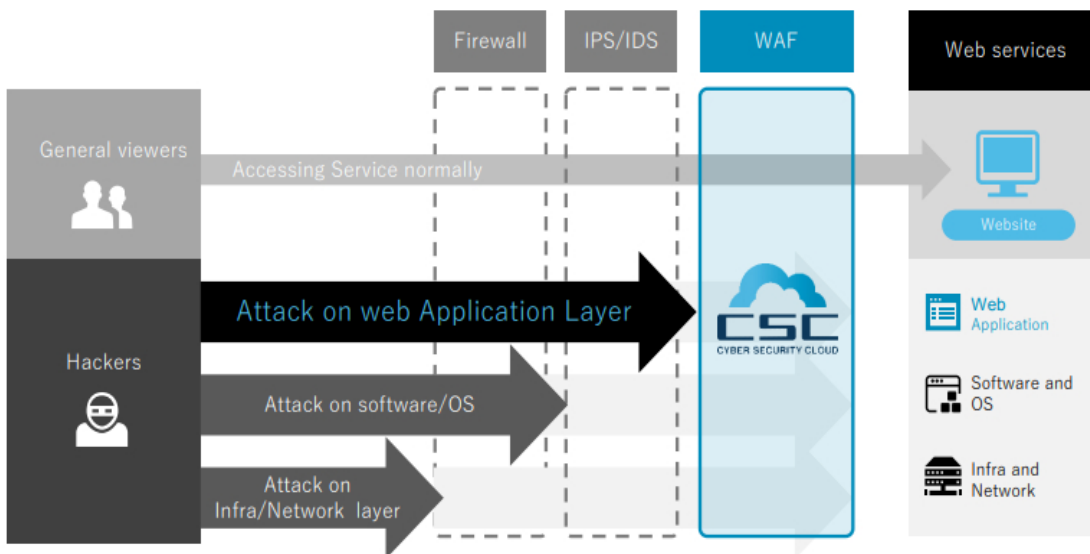 Firewall
IPS/IDS
WAF
Web services
General viewers
Accessing Service normally
Website
Attack on web Application Layer
CSC
CYBER SECURITY CLOUD
Web
Application
Hackers
Attack on software/OS
Software and
OS
Attack on
Infra/Network layer
Infra and
Network